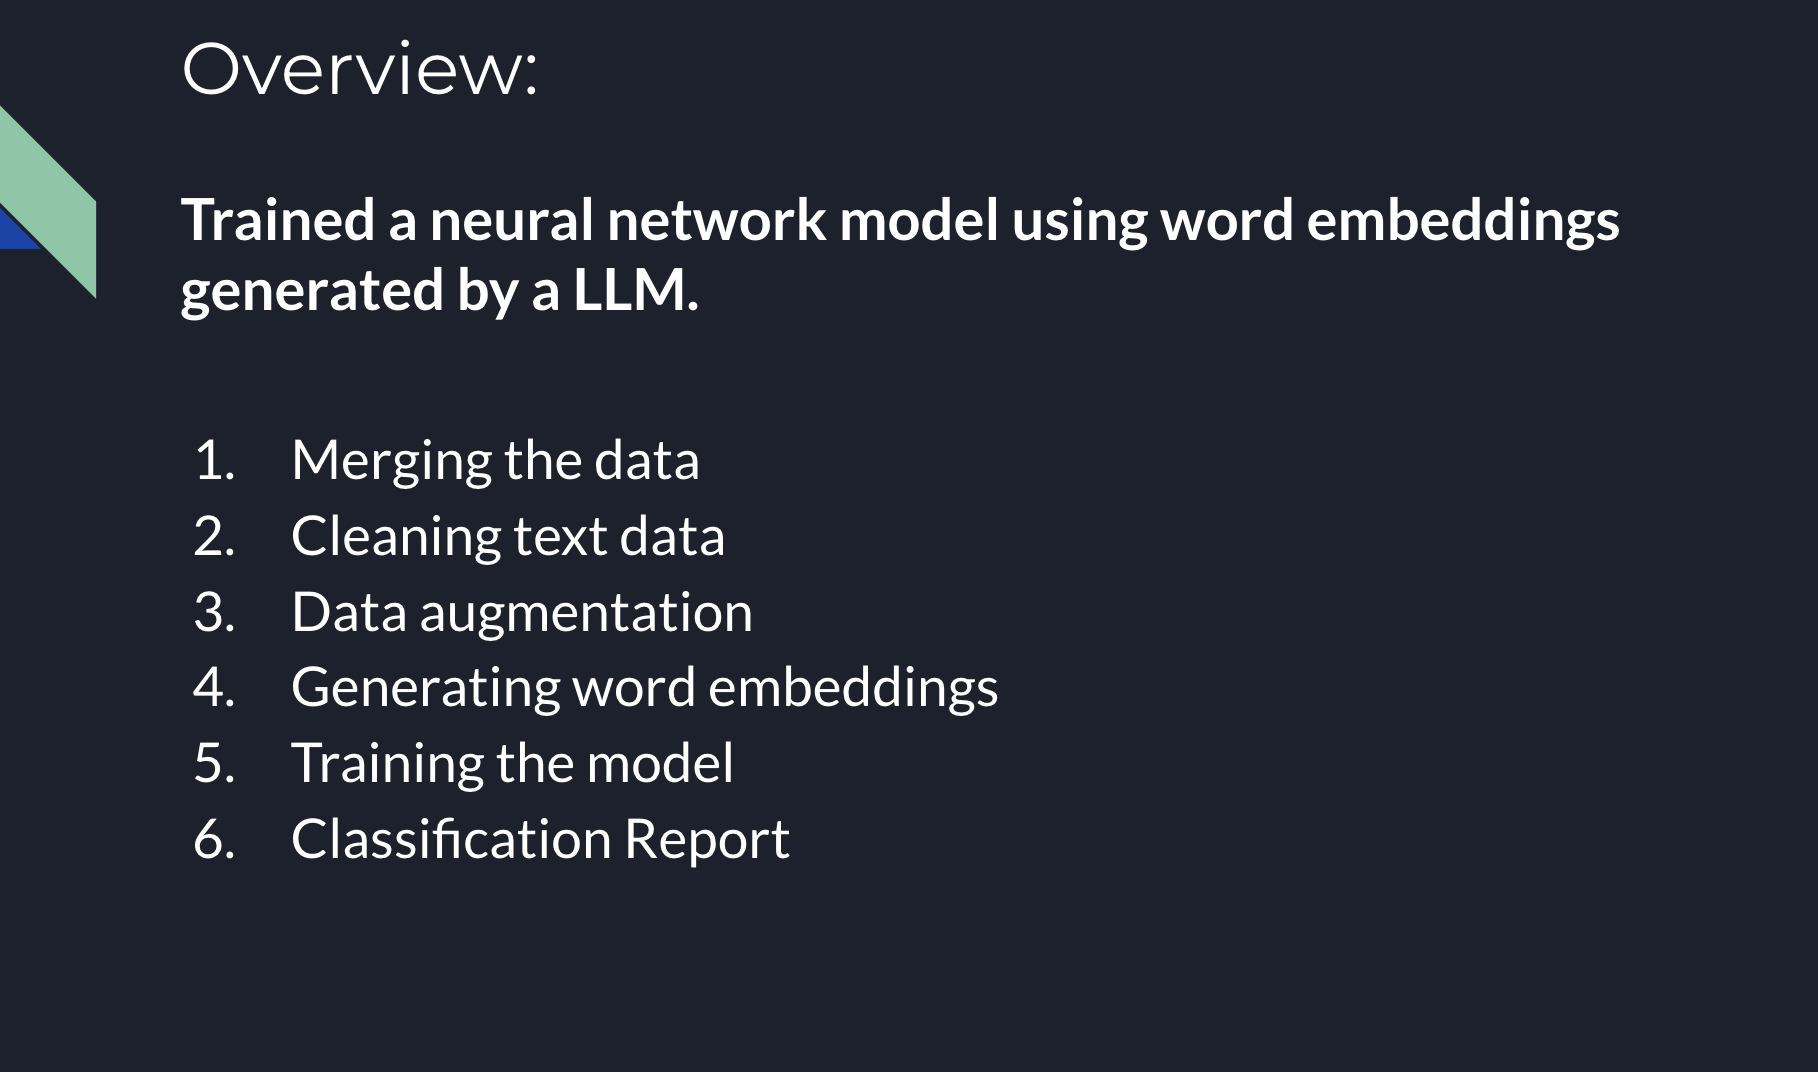 Overview:
Trained a neural network model using word embeddings
generated by a LLM.
1. Merging the data
2. Cleaning text data
3. Data augmentation
4. Generating word embeddings
5. Training the model
6. Classification Report